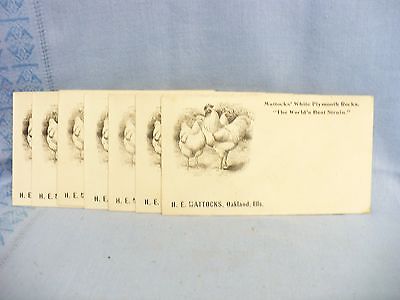 Mattocks' White Plymouth Rocks.
"The World's Best Strain."
H. E. MATTOCKS, Oakland, Ills.
H. E.
H. E.
H. E.
H. E.
H. E.
H. E.